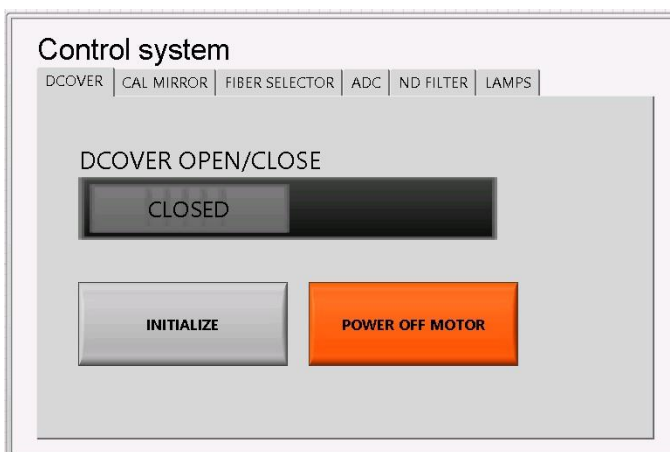 Control system
DCOVER CAL MIRROR FIBER SELECTOR ADC ND FILTER LAMPS
DCOVER OPEN/CLOSE
CLOSED
INITIALIZE POWER OFF MOTOR